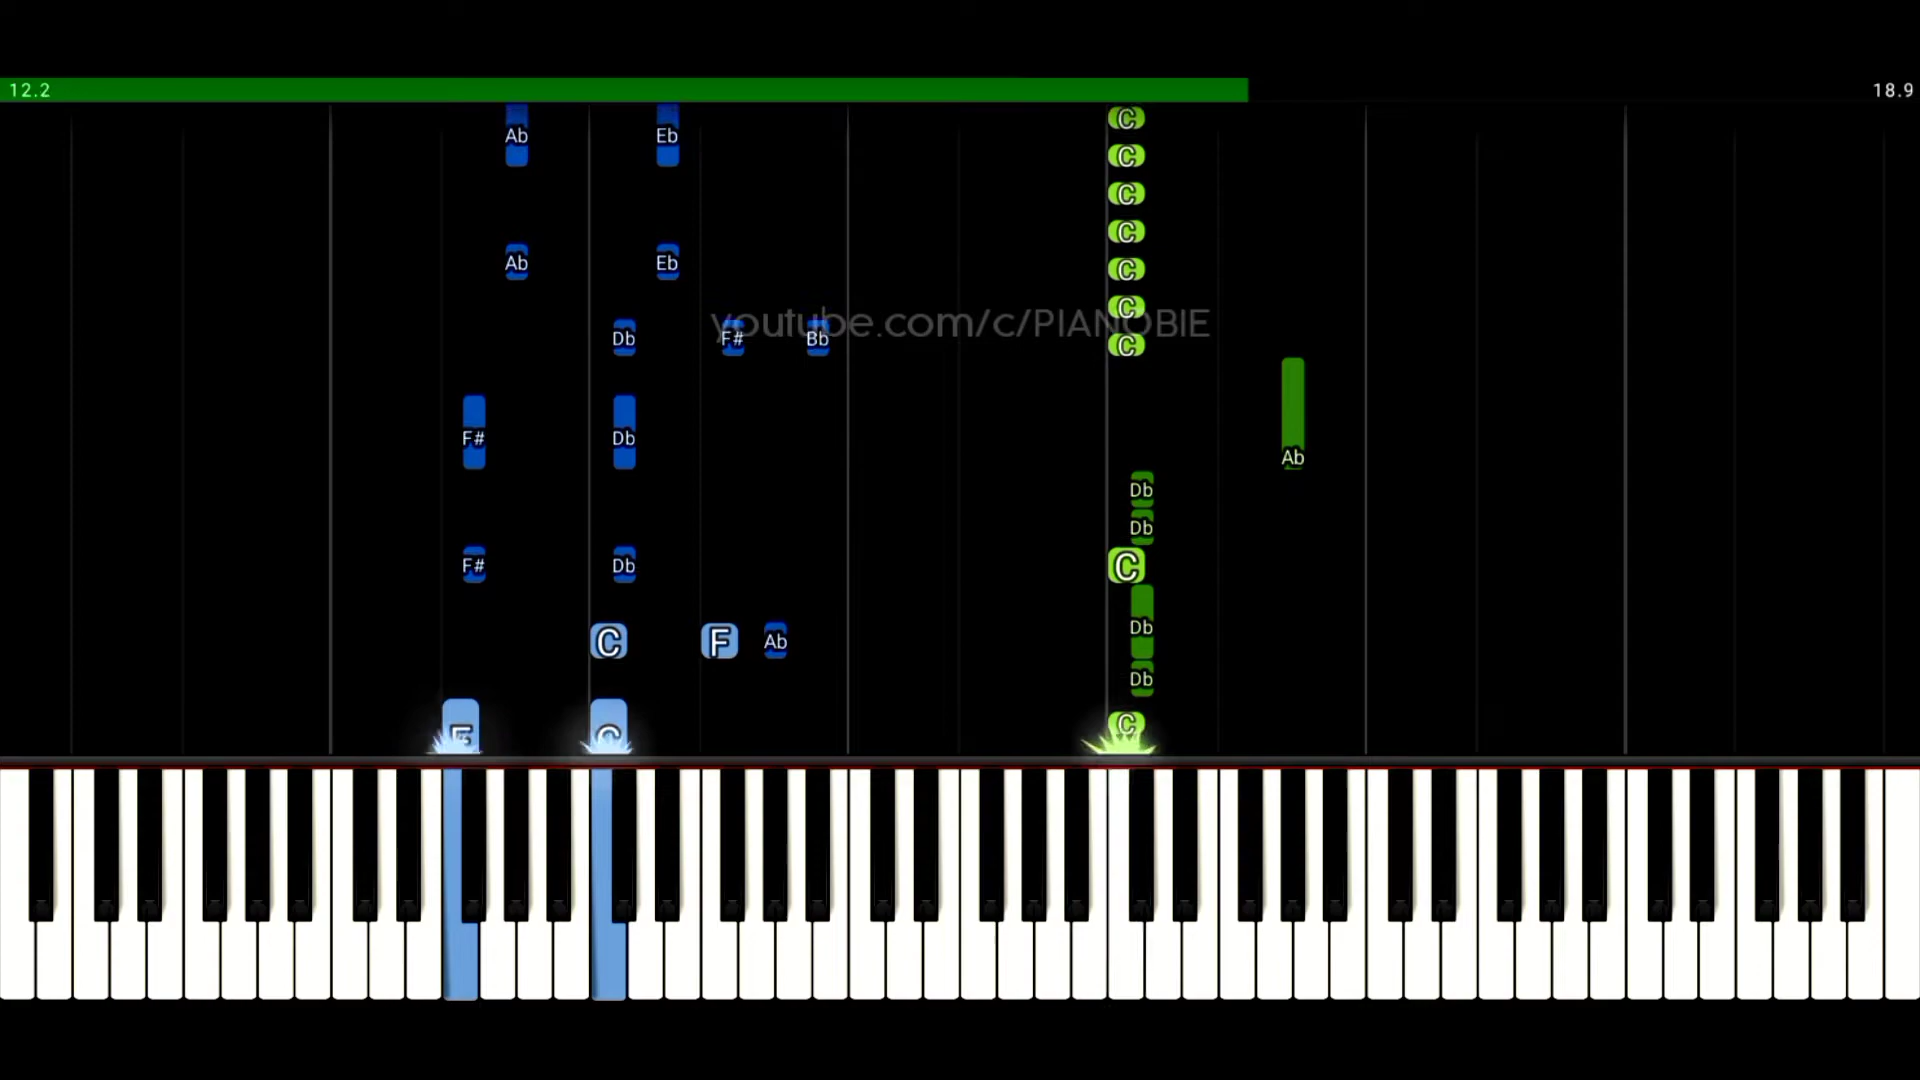 12.2 18.9
C
Ab Eb
C
C
C
Ab Eb C
C
youtube.com/c/PIANOBIE
Db F# Bb C
F# Db
Ab
Db
Db
F# Db C
Db
C F Ab
Db
C
F C